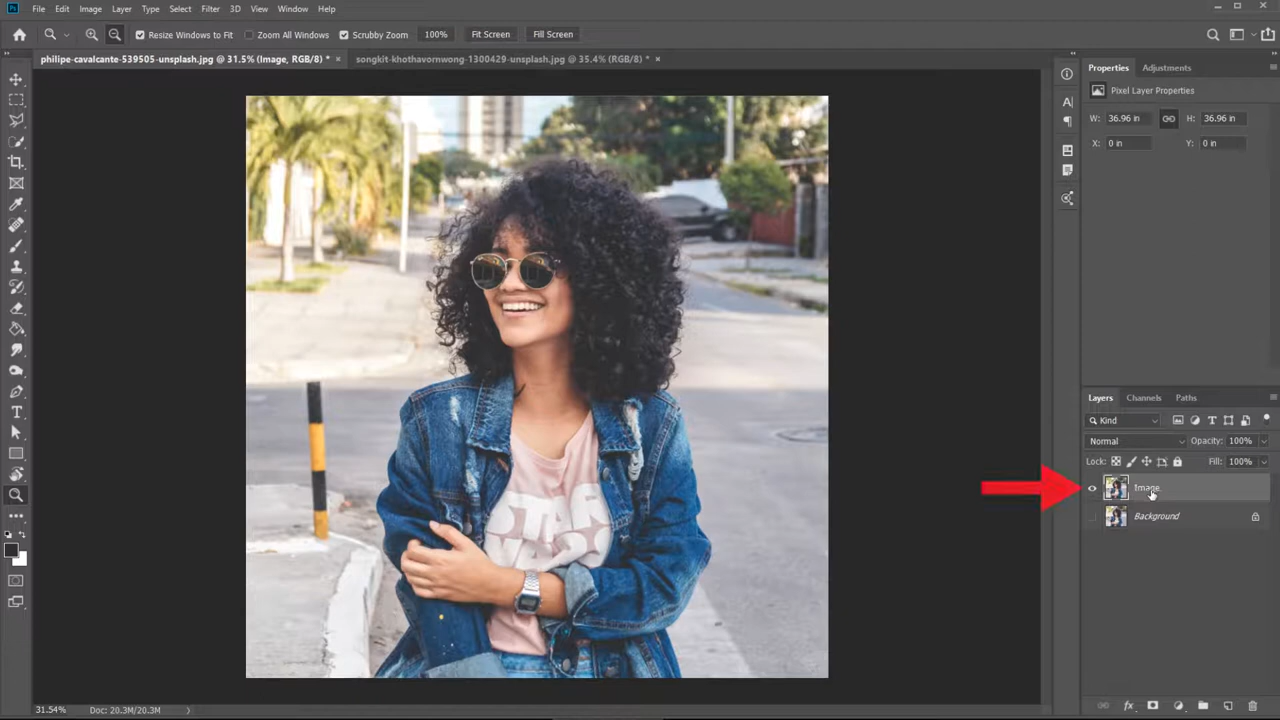 Ps File Edit Image Layer Type Select Filter 3D View Window Help
Resize Windows to Fit Zoom All Windows Scrubby Zoom 100% Fit Screen Fill Screen
philipe-cavalcante-539505-unsplash.jpg @ 31.5% (Image, RGB/8) * × songkit-khothavornwong-1300429-unsplash.jpg @ 35.4% (RGB/8) * ×
Properties Adjustments
Pixel Layer Properties
W: 36.96 in H: 36.96 in
X: 0 in Y: 0 in
Layers Channels Paths
Kind
Normal Opacity: 100%
Lock: Fill: 100%
Image
Background
STAR
WARS
31.54% Doc: 20.3M/20.3M